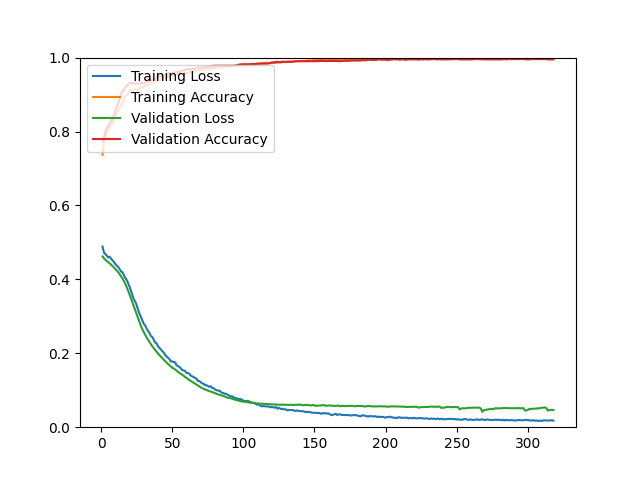 1.0
0.8
0.6
0.4
0.2
0.0
Training Loss
Training Accuracy
Validation Loss
Validation Accuracy
0 50 100 150 200 250 300